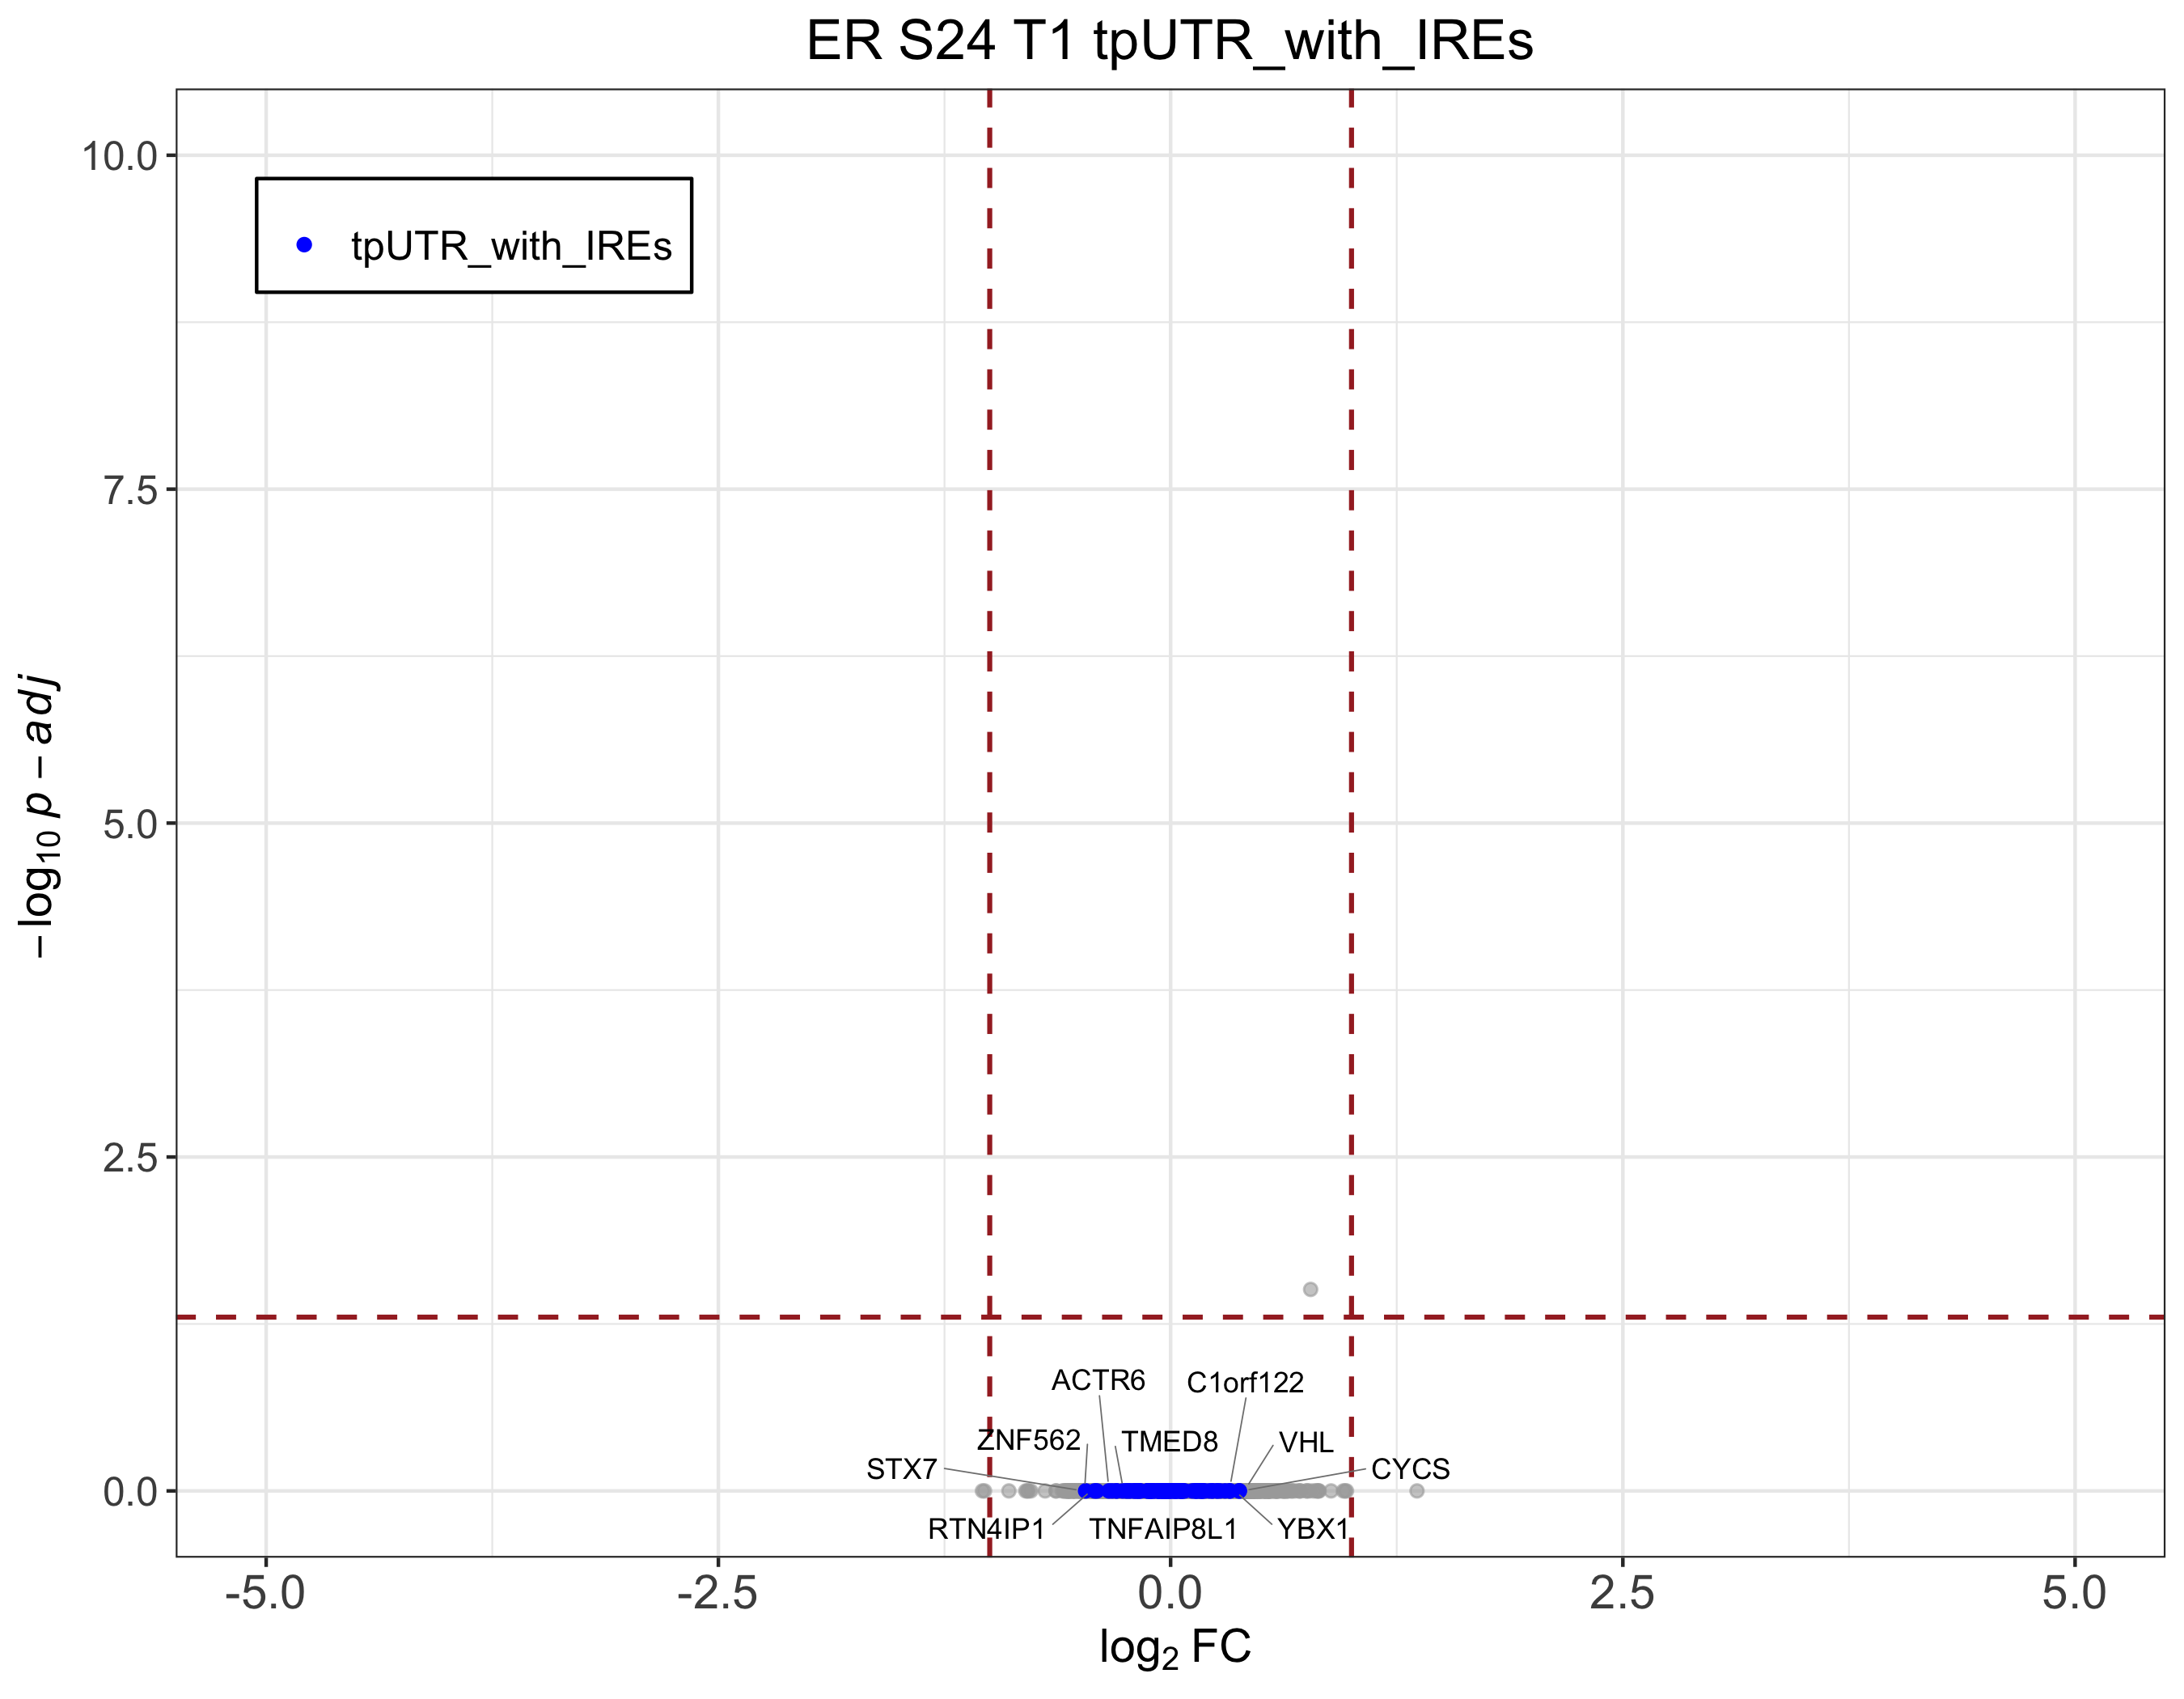 ER S24 T1 tpUTR_with_IREs
10.0
7.5
5.0
2.5
0.0
−log10 p − adj
tpUTR_with_IREs
ACTR6
C1orf122
ZNF562
TMED8
VHL
STX7
CYCS
RTN4IP1
TNFAIP8L1
YBX1
-5.0
-2.5
0.0
2.5
5.0
log2 FC